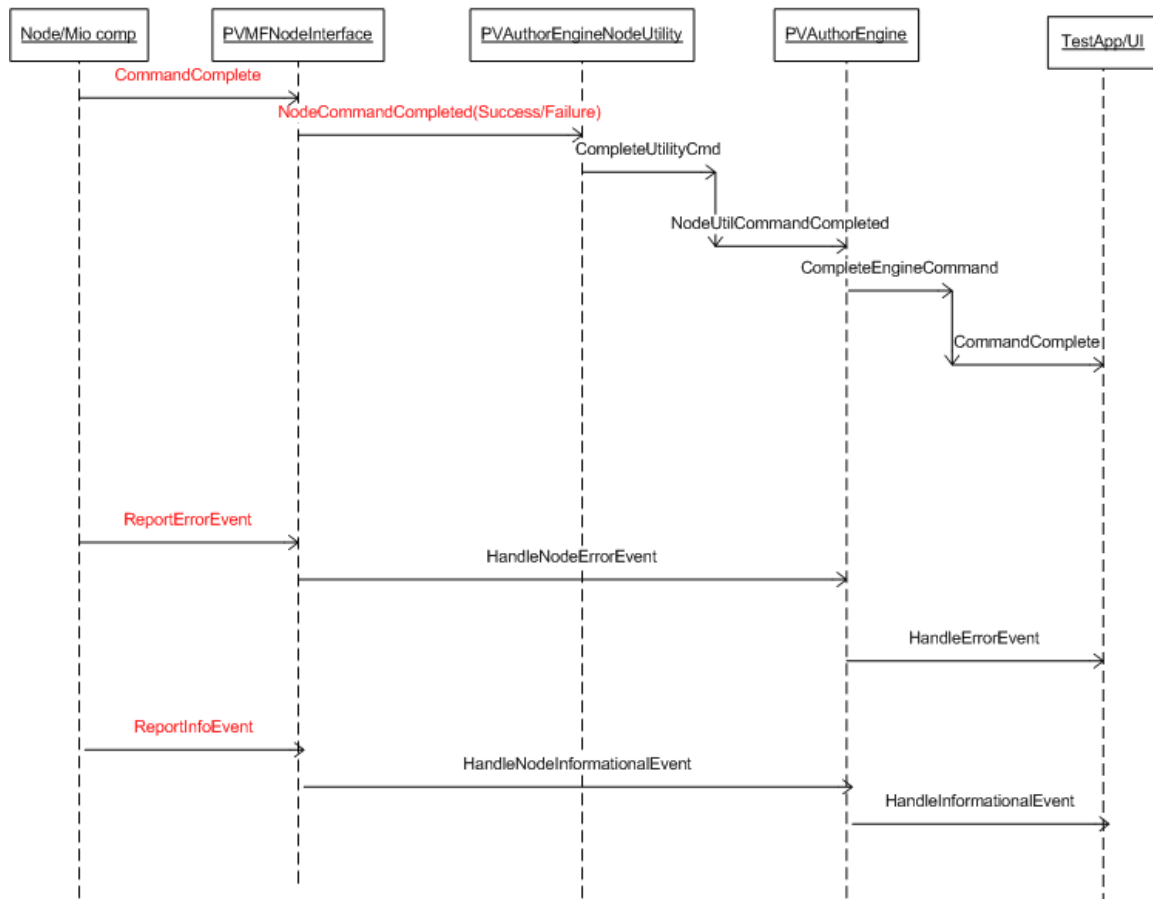 Node/Mio comp
PVMFNodeInterface
PVAuthorEngineNodeUtility
PVAuthorEngine
TestApp/UI
CommandComplete
NodeCommandCompleted(Success/Failure)
CompleteUtilityCmd
NodeUtilCommandCompleted
CompleteEngineCommand
CommandComplete
ReportErrorEvent
HandleNodeErrorEvent
HandleErrorEvent
ReportInfoEvent
HandleNodeInformationalEvent
HandleInformationalEvent